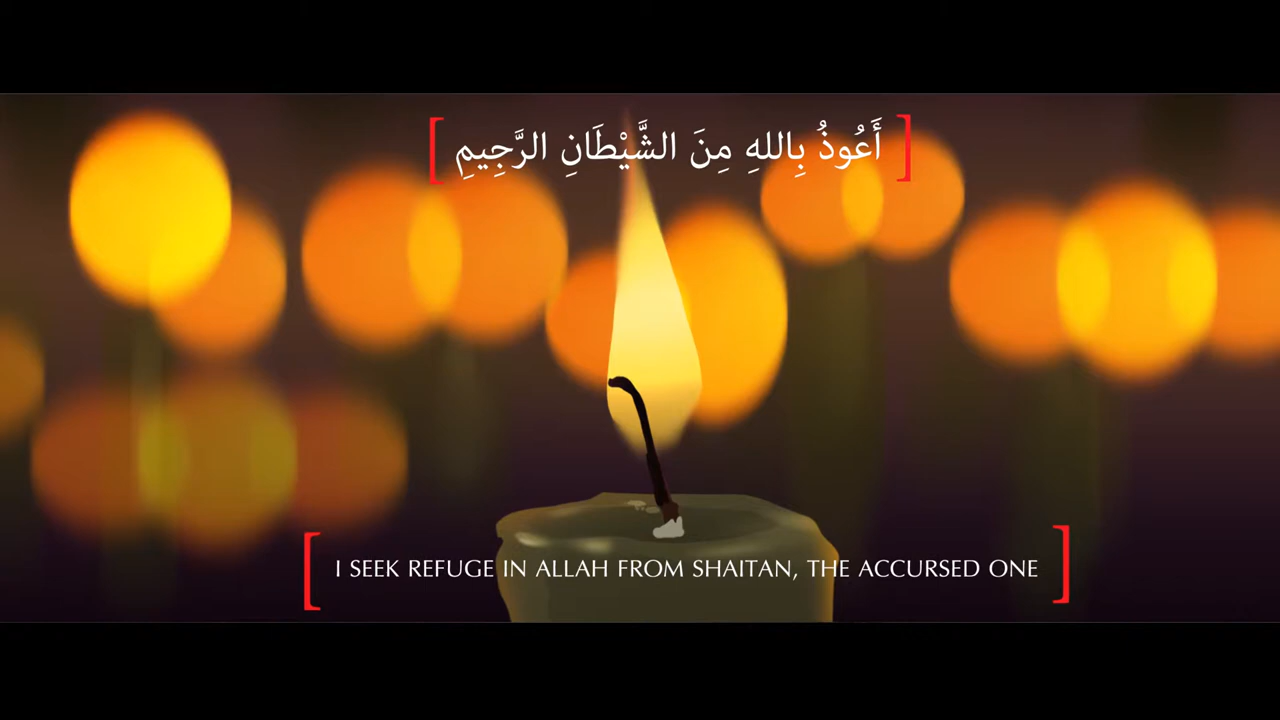 [ أَعُوذُ بِاللهِ مِنَ الشَّيْطَانِ الرَّجِيمِ ]
[ I SEEK REFUGE IN ALLAH FROM SHAITAN, THE ACCURSED ONE ]